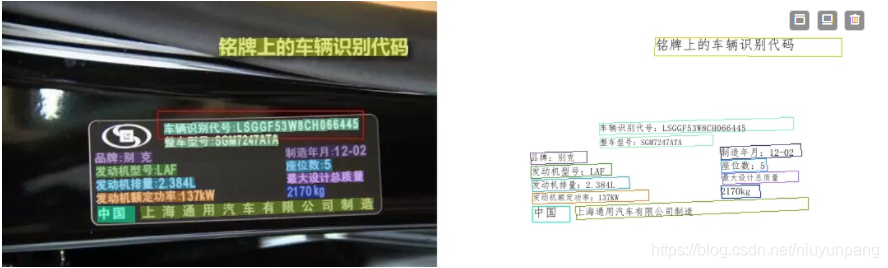 铭牌上的车辆识别代码
车辆识别代号:LSGGF53W8CH066445
整车型号:SGM7247ATA
品牌:别 克
制造年月:12-02
发动机型号:LAF
座位数:5
发动机排量:2.384L
最大设计总质量
发动机额定功率:137kW
2170kg
中国
上海通用汽车有限公司制造
铭牌上的车辆识别代码
车辆识别代号: LSGGF53W8CH066445
整车型号: SGM7247ATA
品牌: 别克
制造年月: 12-02
发动机型号: LAF
座位数: 5
发动机排量: 2.384L
最大设计总质量
发动机额定功率: 137KW
2170kg
中国
上海通用汽车有限公司制造
https://blog.csdn.net/niuyunpang